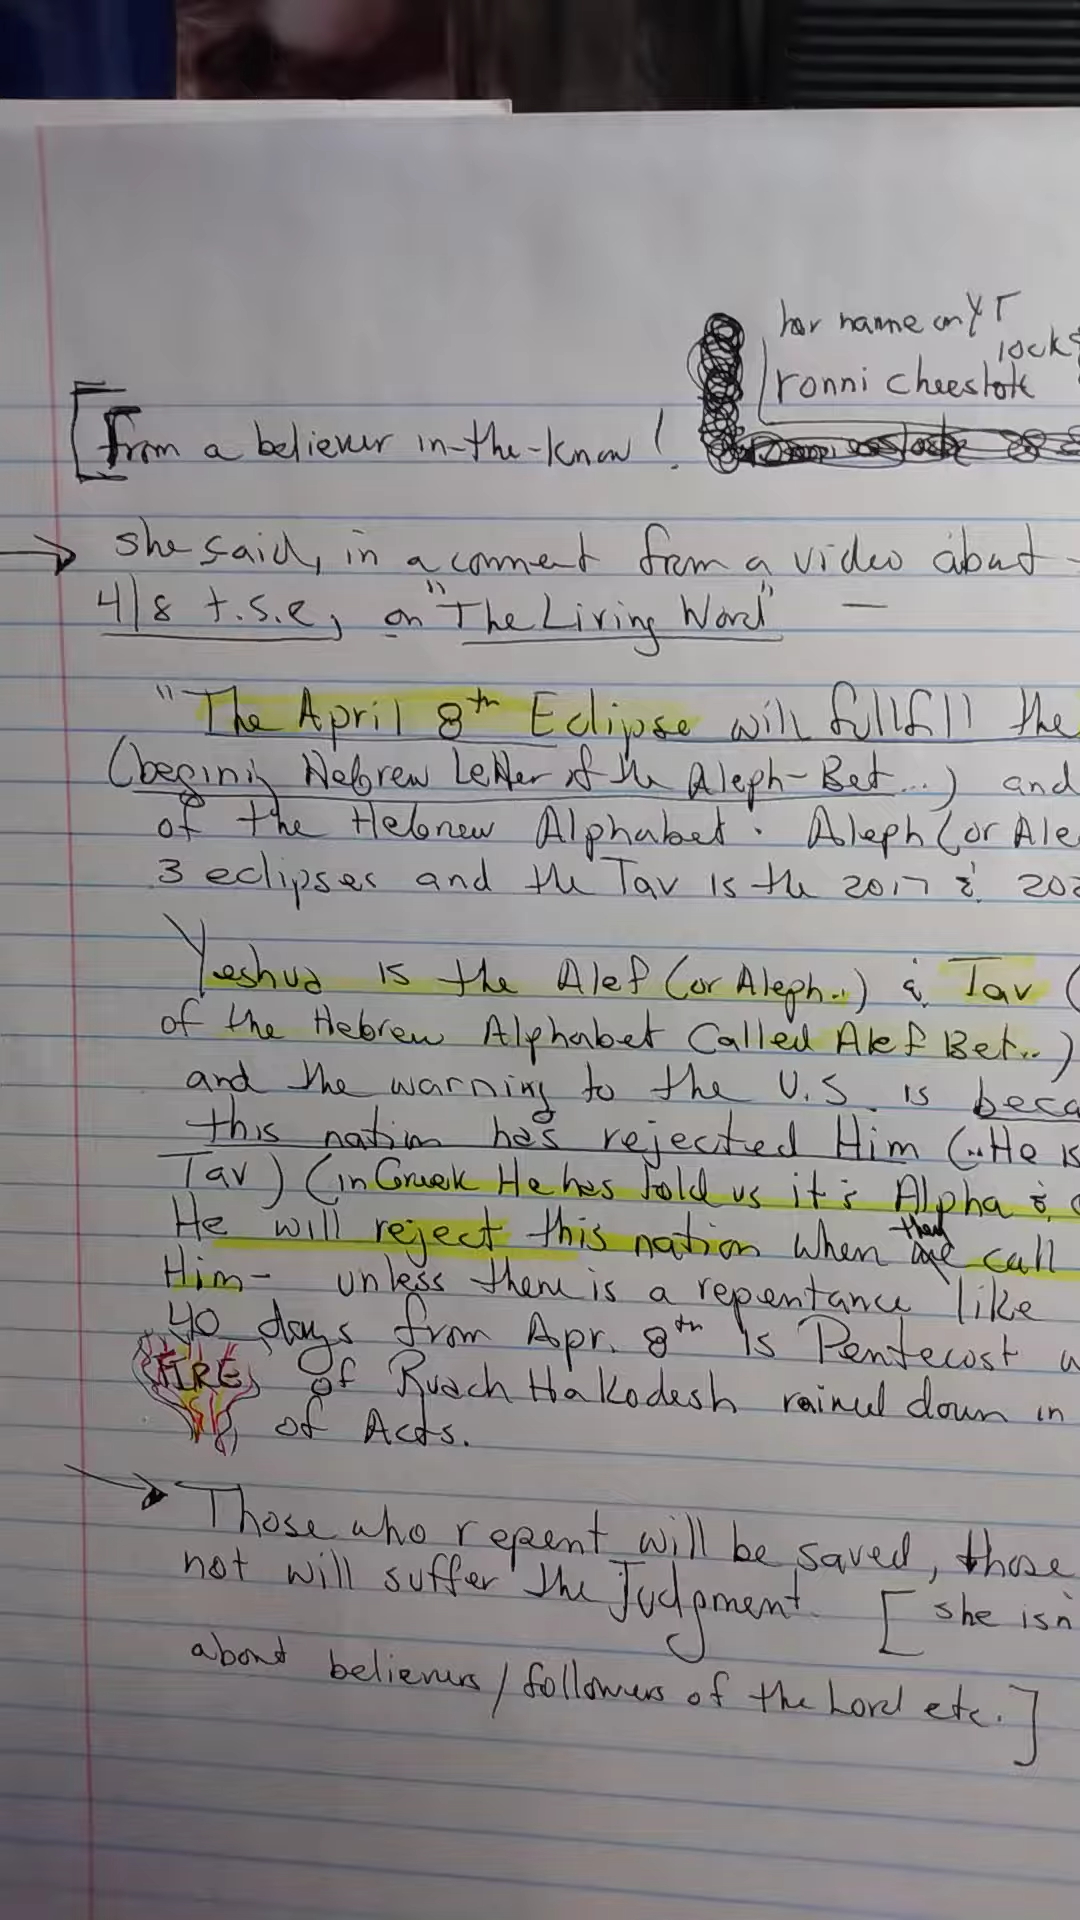 her name on YT
looks
ronni cheeslok
[From a believer in-the-know!
→ she said, in a comment from a video about -
4/8 t.s.e, on "The Living Word" —
"The April 8th Eclipse will fullfill the
(begining Hebrew Letter of the Aleph-Bet...) and
of the Hebrew Alphabet. Aleph (or Ale
3 eclipses and the Tav is the 2017 & 202
Yeshua is the Alef (or Aleph..) & Tav (
of the Hebrew Alphabet Called Alef Bet..)
and the warning to the U.S. is beca
this nation has rejected Him (..He is
Tav) (in Greek He has told us it's Alpha &
He will reject this nation when they call
Him - unless there is a repentance like
40 days from Apr. 8th is Pentecost w
FIRE of Ruach HaKodesh rained down in
of Acts.
→ Those who repent will be saved, those
not will suffer the Judgment. [she isn'
about believers/followers of the Lord etc.]